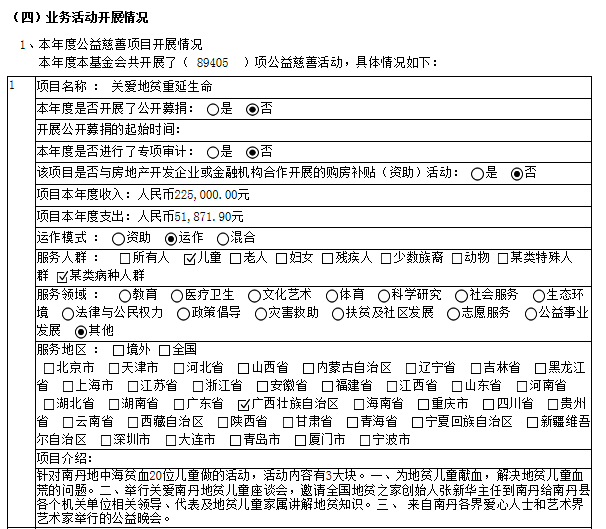 （四）业务活动开展情况
1、本年度公益慈善项目开展情况
本年度本基金会共开展了（ 89405 ）项公益慈善活动，具体情况如下：
1 项目名称 ： 关爱地贫重延生命
本年度是否开展了公开募捐：○是 ◉否
开展公开募捐的起始时间：
本年度是否进行了专项审计：○是 ◉否
该项目是否与房地产开发企业或金融机构合作开展的购房补贴（资助）活动：○是 ◉否
项目本年度收入：人民币225,000.00元
项目本年度支出：人民币51,871.90元
运作模式 ： ○资助 ◉运作 ○混合
服务人群 ： □所有人 ☑儿童 □老人 □妇女 □残疾人 □少数族裔 □动物 □某类特殊人
群 ☑某类病种人群
服务领域 ： ○教育 ○医疗卫生 ○文化艺术 ○体育 ○科学研究 ○社会服务 ○生态环
境 ○法律与公民权力 ○政策倡导 ○灾害救助 ○扶贫及社区发展 ○志愿服务 ○公益事业
发展 ◉其他
服务地区 ： □境外 □全国
□北京市 □天津市 □河北省 □山西省 □内蒙古自治区 □辽宁省 □吉林省 □黑龙江
省 □上海市 □江苏省 □浙江省 □安徽省 □福建省 □江西省 □山东省 □河南省
□湖北省 □湖南省 □广东省 ☑广西壮族自治区 □海南省 □重庆市 □四川省 □贵州
省 □云南省 □西藏自治区 □陕西省 □甘肃省 □青海省 □宁夏回族自治区 □新疆维吾
尔自治区 □深圳市 □大连市 □青岛市 □厦门市 □宁波市
项目介绍：
针对南丹地中海贫血20位儿童做的活动，活动内容有3大块。一、为地贫儿童献血，解决地贫儿童血
荒的问题。二、举行关爱南丹地贫儿童座谈会，邀请全国地贫之家创始人张新华主任到南丹给南丹县
各个机关单位相关领导、代表及地贫儿童家属讲解地贫知识。三、 来自南丹各界爱心人士和艺术界
艺术家举行的公益晚会。